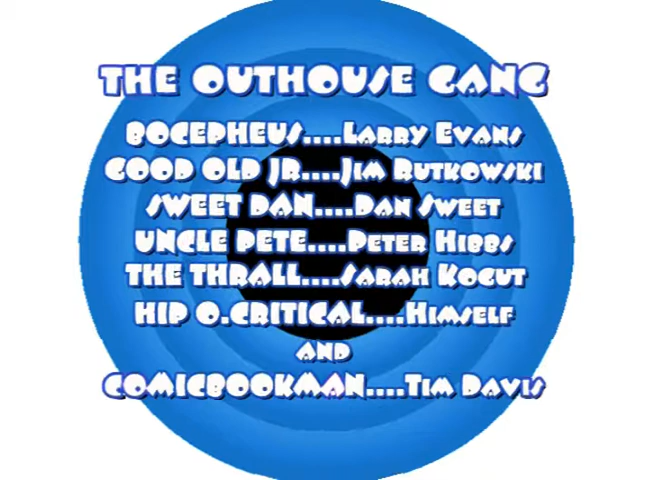 THE OUTHOUSE GANG
BOCEPHEUS....Larry Evans
GOOD OLD JR....Jim Rutkowski
SWEET DAN....Dan Sweet
UNCLE PETE....Peter Hibbs
THE THRALL....Sarah Kogut
HIP O.CRITICAL....Himself
AND
COMICBOOKMAN....Tim Davis